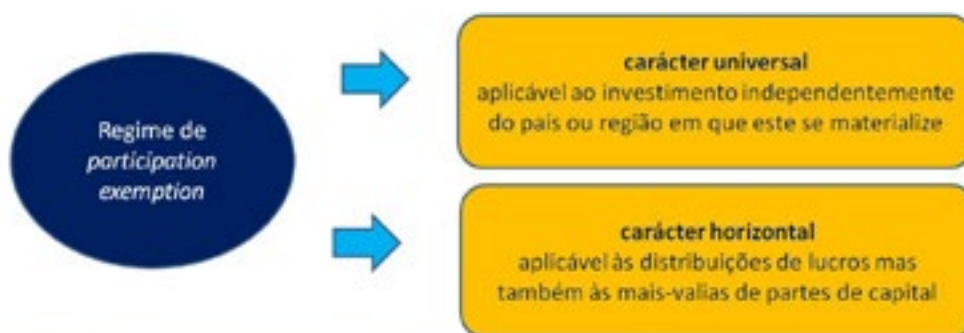 Regime de
participation
exemption
carácter universal
aplicável ao investimento independentemente
do país ou região em que este se materialize
carácter horizontal
aplicável às distribuições de lucros mas
também às mais-valias de partes de capital